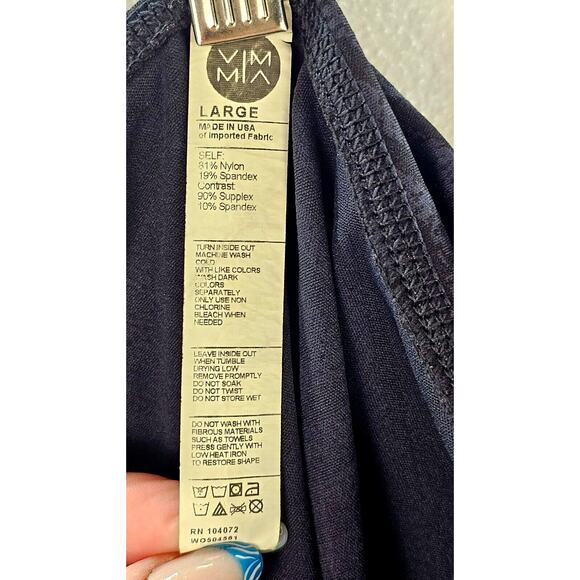 VIM
MIA
LARGE
MADE IN USA
of Imported Fabric
SELF:
81% Nylon
19% Spandex
Contrast:
90% Supplex
10% Spandex
TURN INSIDE OUT
MACHINE WASH
COLD
WITH LIKE COLORS
WASH DARK
COLORS
SEPARATELY
ONLY USE NON
CHLORINE
BLEACH WHEN
NEEDED
LEAVE INSIDE OUT
WHEN TUMBLE
DRYING LOW
REMOVE PROMPTLY
DO NOT SOAK
DO NOT TWIST
DO NOT STORE WET
DO NOT WASH WITH
FIBROUS MATERIALS
SUCH AS TOWELS
PRESS GENTLY WITH
LOW HEAT IRON
TO RESTORE SHAPE
RN 104072
WO504561